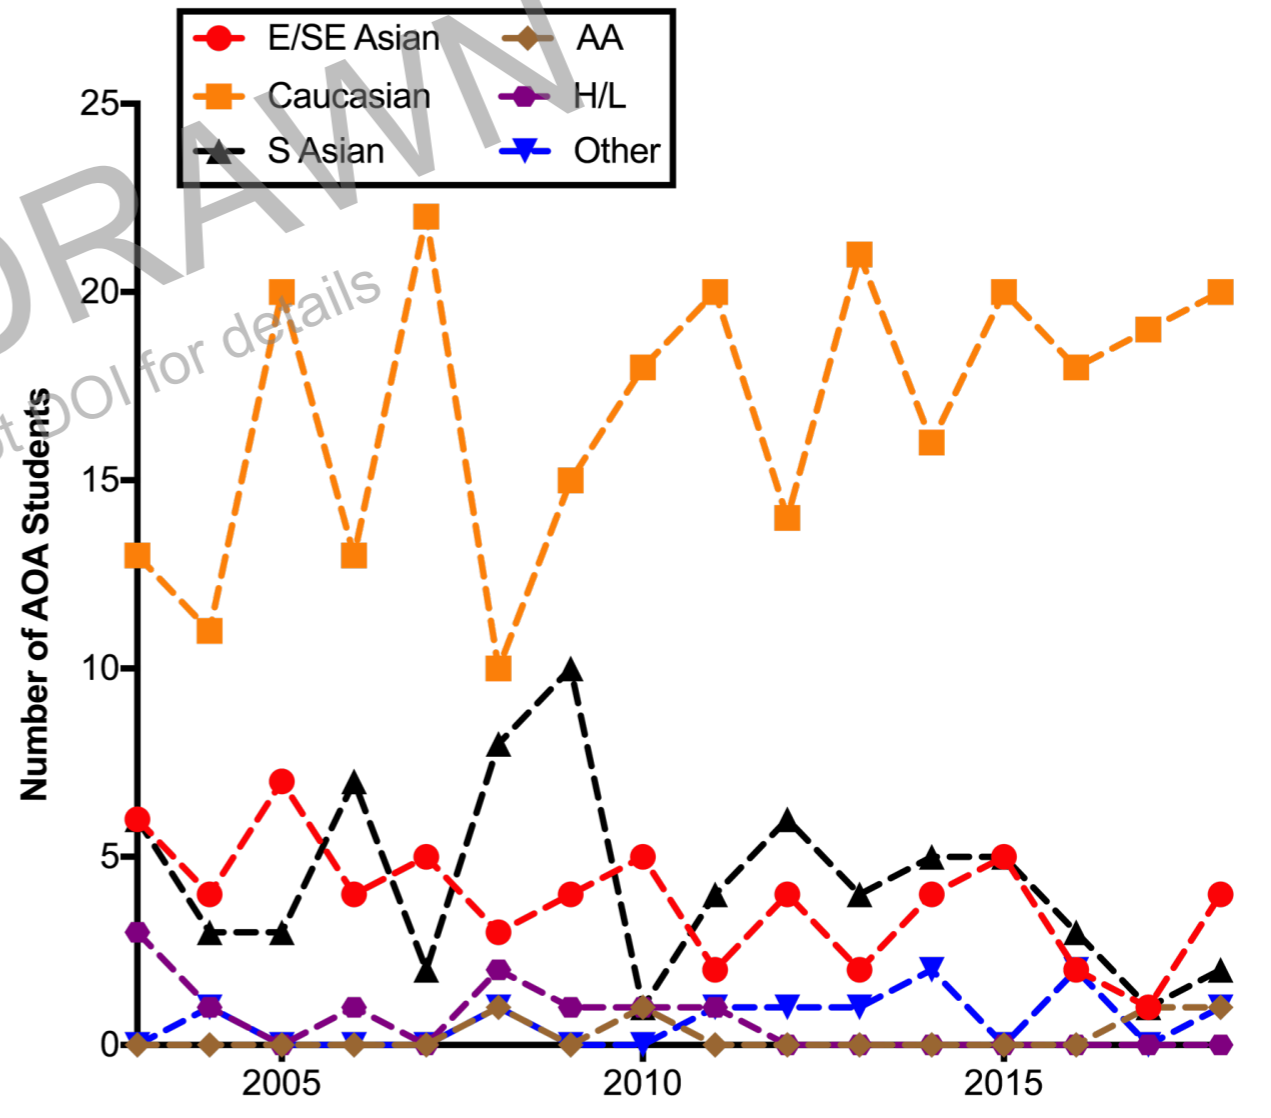 E/SE Asian
AA
Caucasian
H/L
S Asian
Other
DRAWN
DOI for details
Number of AOA Students
25
20
15
10
5
0
2005
2010
2015